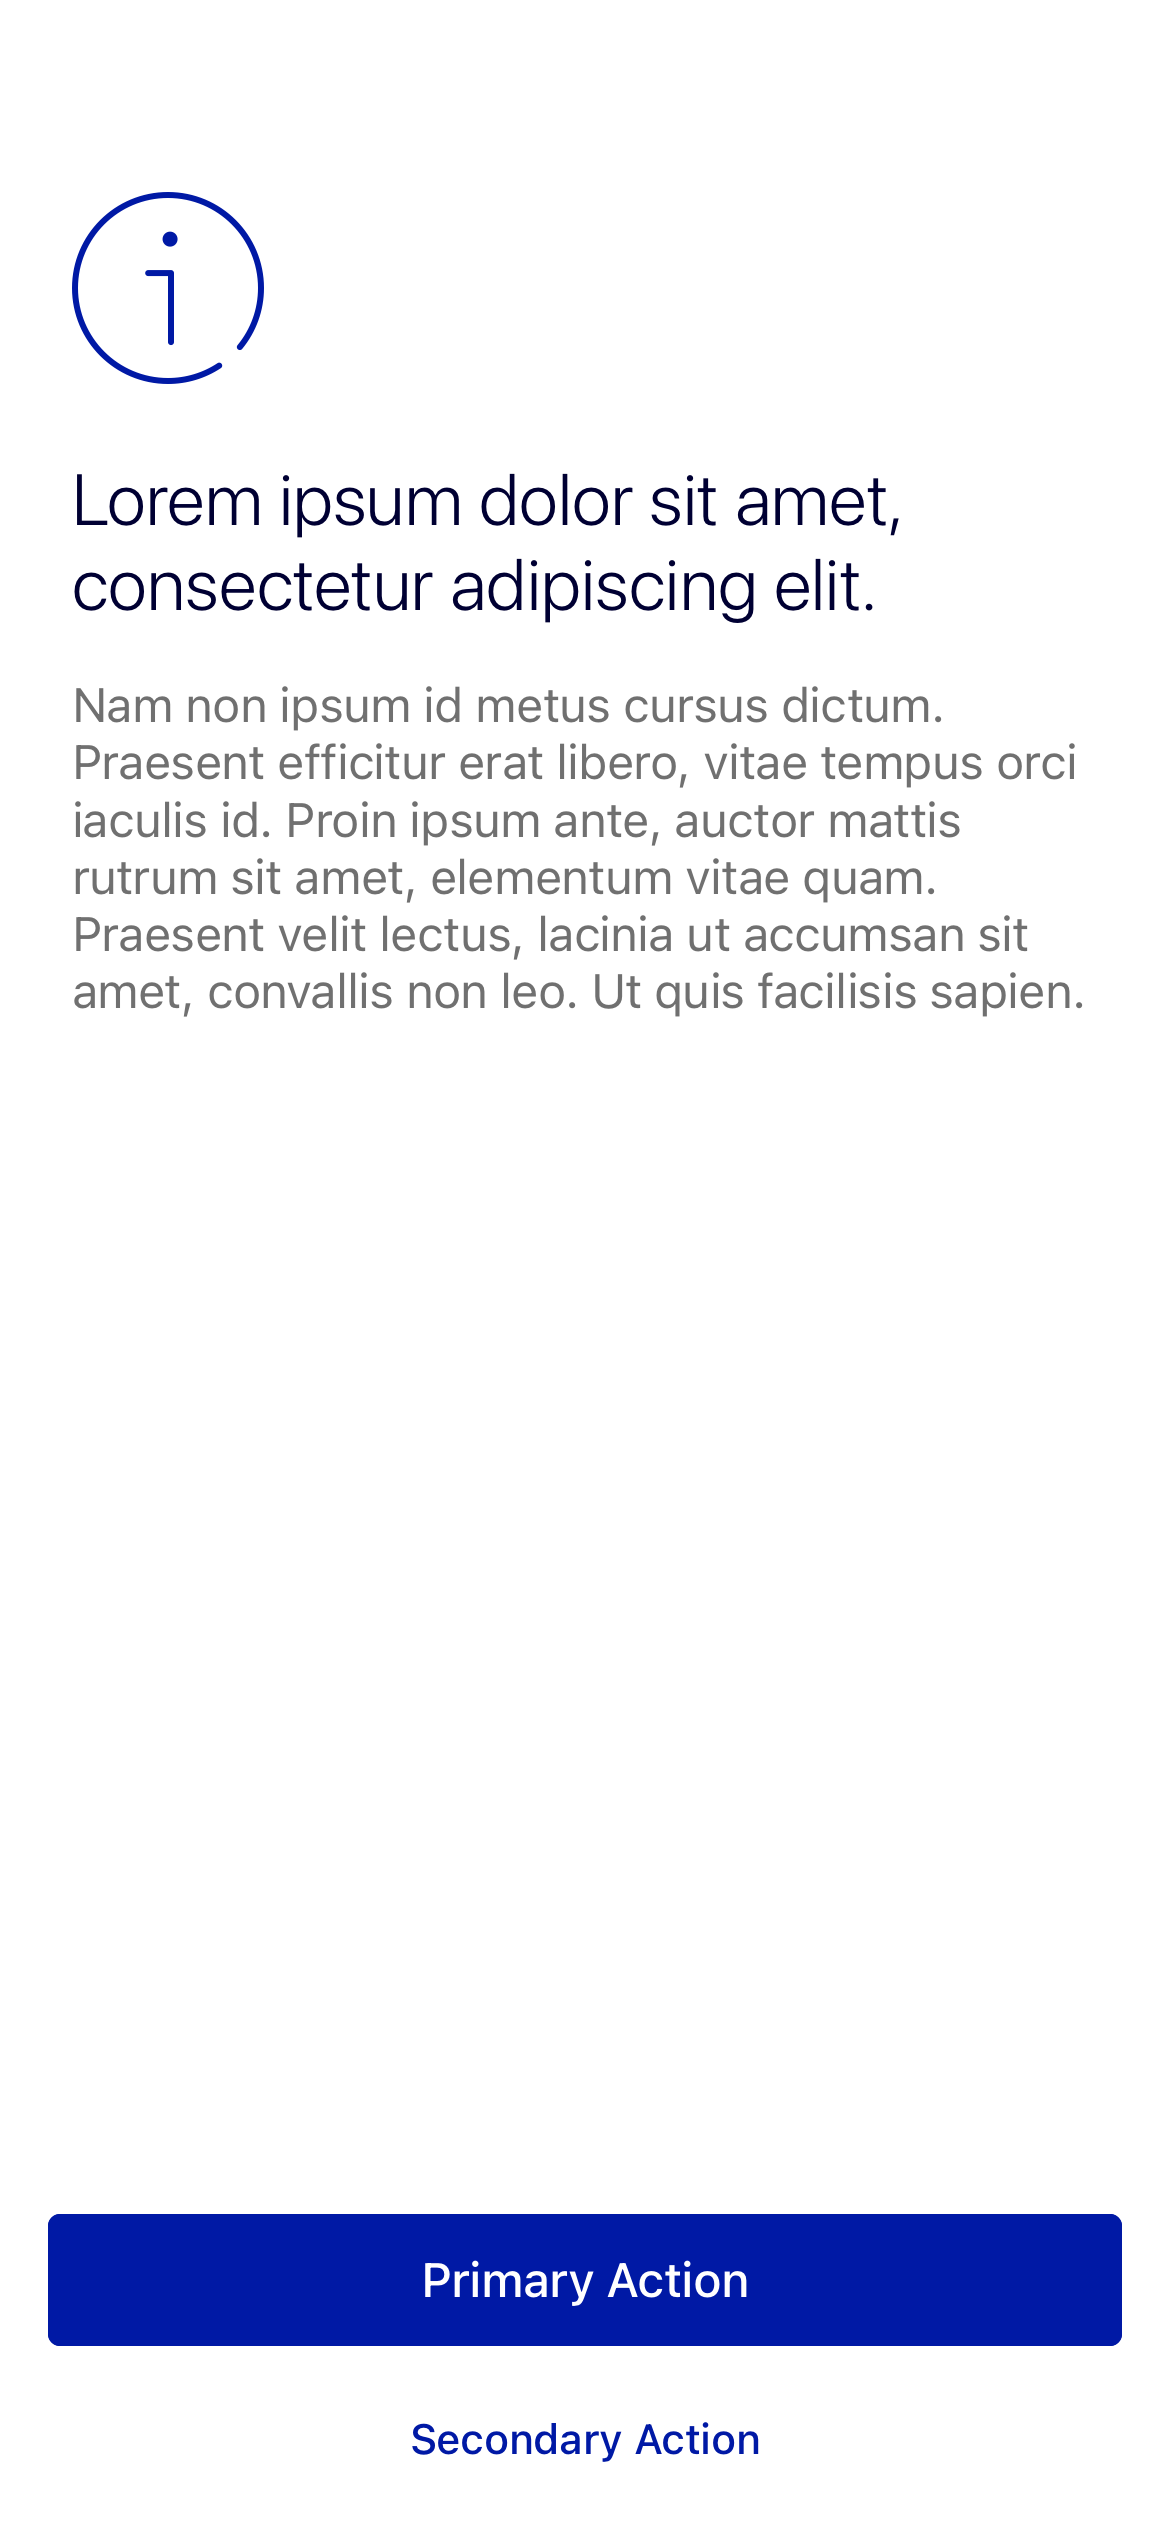 Lorem ipsum dolor sit amet,
consectetur adipiscing elit.
Nam non ipsum id metus cursus dictum.
Praesent efficitur erat libero, vitae tempus orci
iaculis id. Proin ipsum ante, auctor mattis
rutrum sit amet, elementum vitae quam.
Praesent velit lectus, lacinia ut accumsan sit
amet, convallis non leo. Ut quis facilisis sapien.
Primary Action
Secondary Action